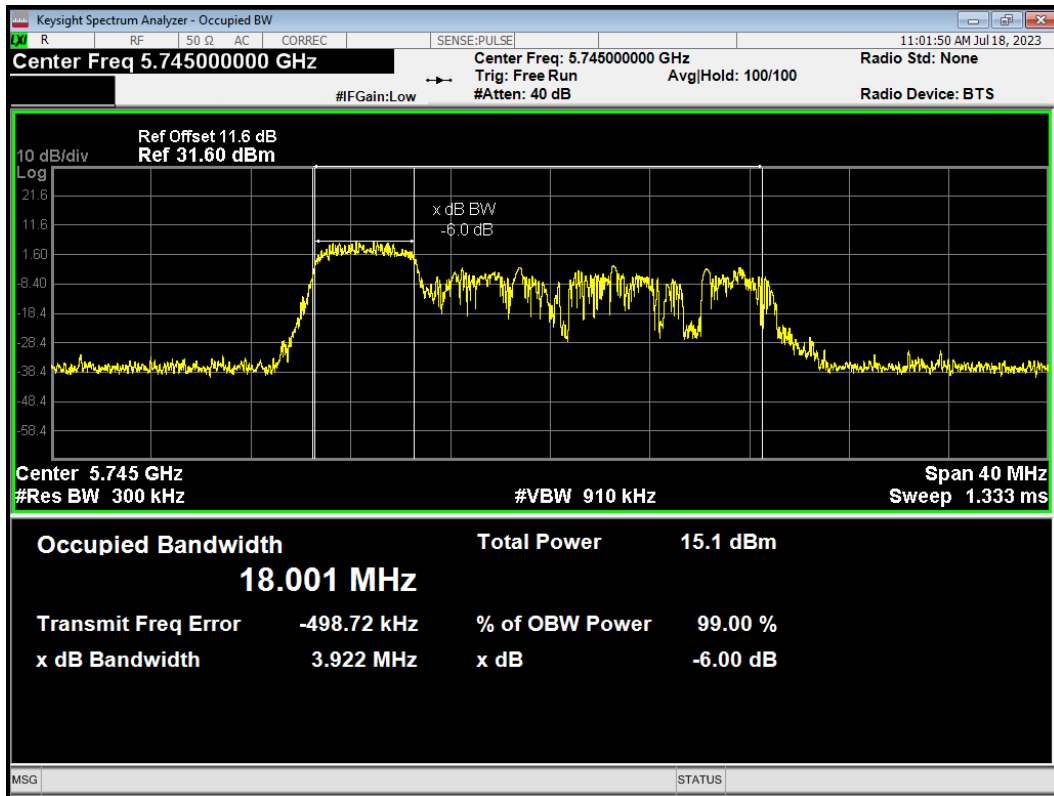 Keysight Spectrum Analyzer - Occupied BW
LXI R RF 50 Ω AC CORREC SENSE:PULSE 11:01:50 AM Jul 18, 2023
Center Freq 5.745000000 GHz Center Freq: 5.745000000 GHz Radio Std: None
Trig: Free Run Avg|Hold: 100/100
#IFGain:Low #Atten: 40 dB Radio Device: BTS
Ref Offset 11.6 dB
10 dB/div Ref 31.60 dBm
Log
21.6
x dB BW
11.6
-6.0 dB
1.60
-8.40
-18.4
-28.4
-38.4
-48.4
-58.4
Center 5.745 GHz Span 40 MHz
#Res BW 300 kHz #VBW 910 kHz Sweep 1.333 ms
Occupied Bandwidth Total Power 15.1 dBm
18.001 MHz
Transmit Freq Error -498.72 kHz % of OBW Power 99.00 %
x dB Bandwidth 3.922 MHz x dB -6.00 dB
MSG STATUS